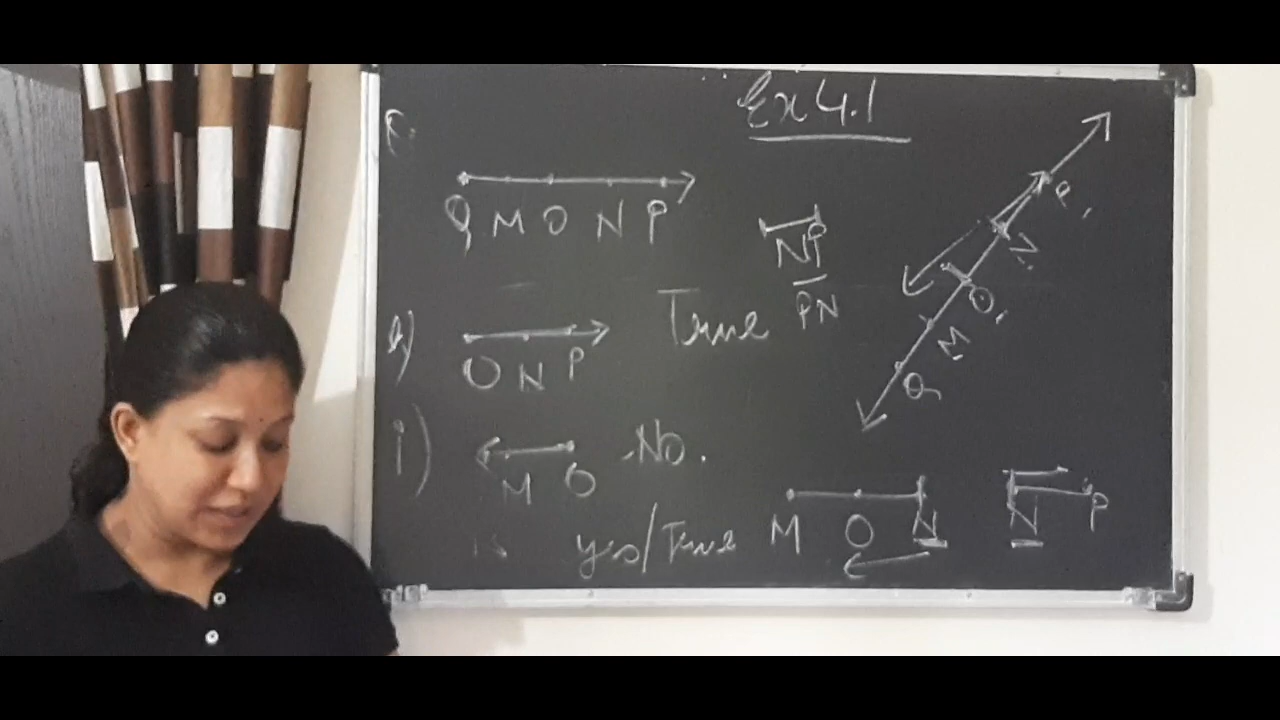 Ex 4.1
Q M O N P
NP
PN
True
O N P
i)
M O
No.
yes/True
M O N
N P
P
N
O
M
Q